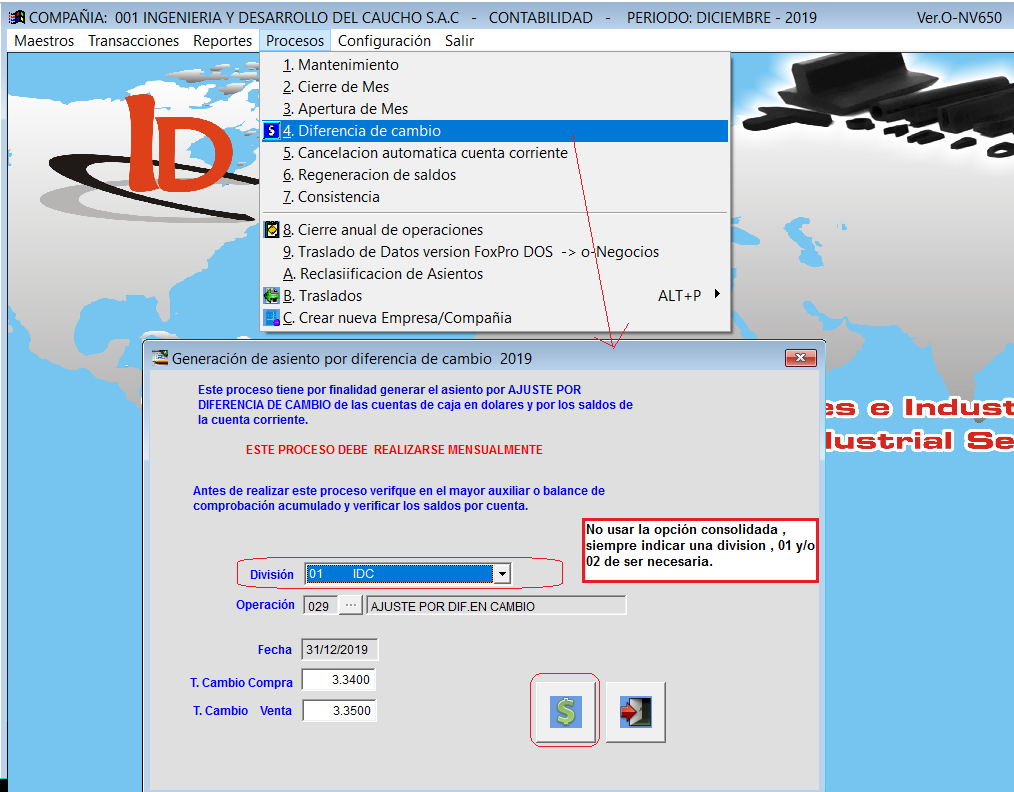 COMPAÑIA: 001 INGENIERIA Y DESARROLLO DEL CAUCHO S.A.C - CONTABILIDAD - PERIODO: DICIEMBRE - 2019 Ver.O-NV650
Maestros Transacciones Reportes Procesos Configuración Salir
1. Mantenimiento
2. Cierre de Mes
3. Apertura de Mes
4. Diferencia de cambio
5. Cancelacion automatica cuenta corriente
6. Regeneracion de saldos
7. Consistencia
8. Cierre anual de operaciones
9. Traslado de Datos version FoxPro DOS -> o-Negocios
A. Reclasiificacion de Asientos
B. Traslados ALT+P
C. Crear nueva Empresa/Compañia
ID
es e Indust
dustrial Se
Generación de asiento por diferencia de cambio 2019
Este proceso tiene por finalidad generar el asiento por AJUSTE POR
DIFERENCIA DE CAMBIO de las cuentas de caja en dolares y por los saldos de
la cuenta corriente.
ESTE PROCESO DEBE REALIZARSE MENSUALMENTE
Antes de realizar este proceso verifque en el mayor auxiliar o balance de
comprobación acumulado y verificar los saldos por cuenta.
No usar la opción consolidada ,
siempre indicar una division , 01 y/o
02 de ser necesaria.
División 01 IDC
Operación 029 ... AJUSTE POR DIF.EN CAMBIO
Fecha 31/12/2019
T. Cambio Compra 3.3400
T. Cambio Venta 3.3500
$